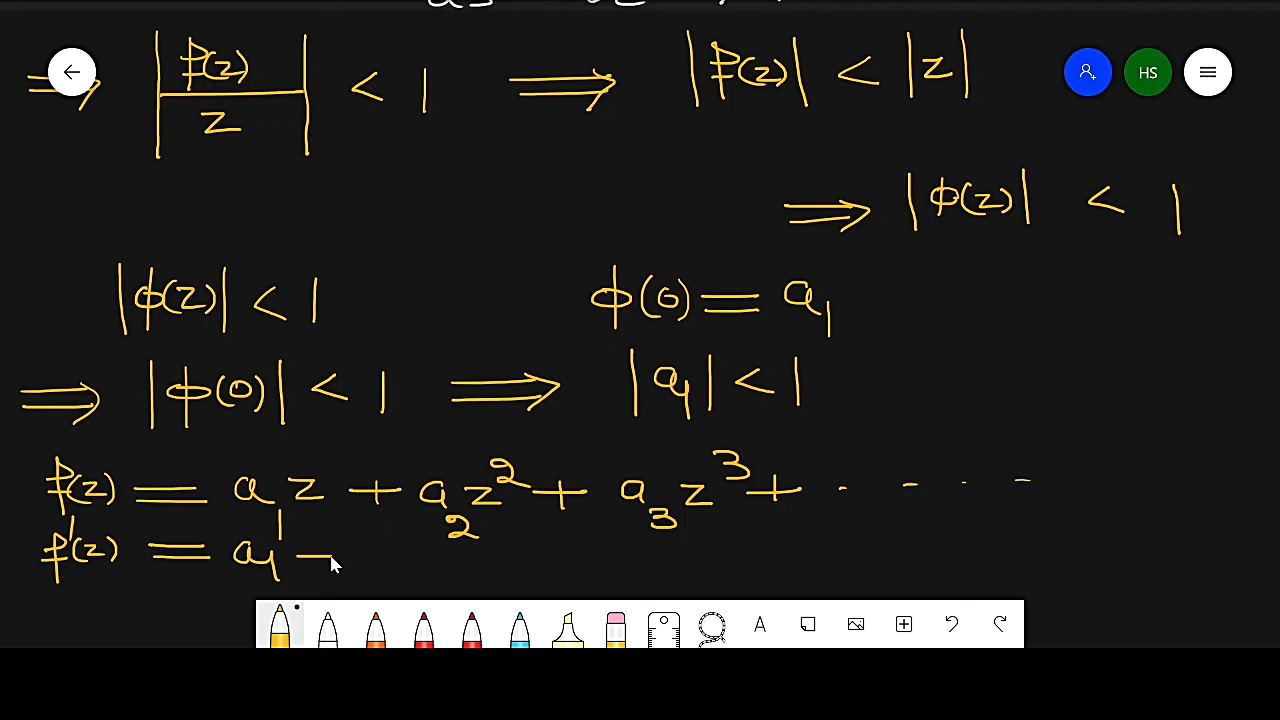 ⇒ |f(z)/z| < 1 ⇒ |f(z)| < |z|
HS
⇒ |ϕ(z)| < 1
|ϕ(z)| < 1 ϕ(0) = a₁
⇒ |ϕ(0)| < 1 ⇒ |a₁| < 1
f(z) = a₁z + a₂z² + a₃z³ + . . . .
f'(z) = a₁ −
A